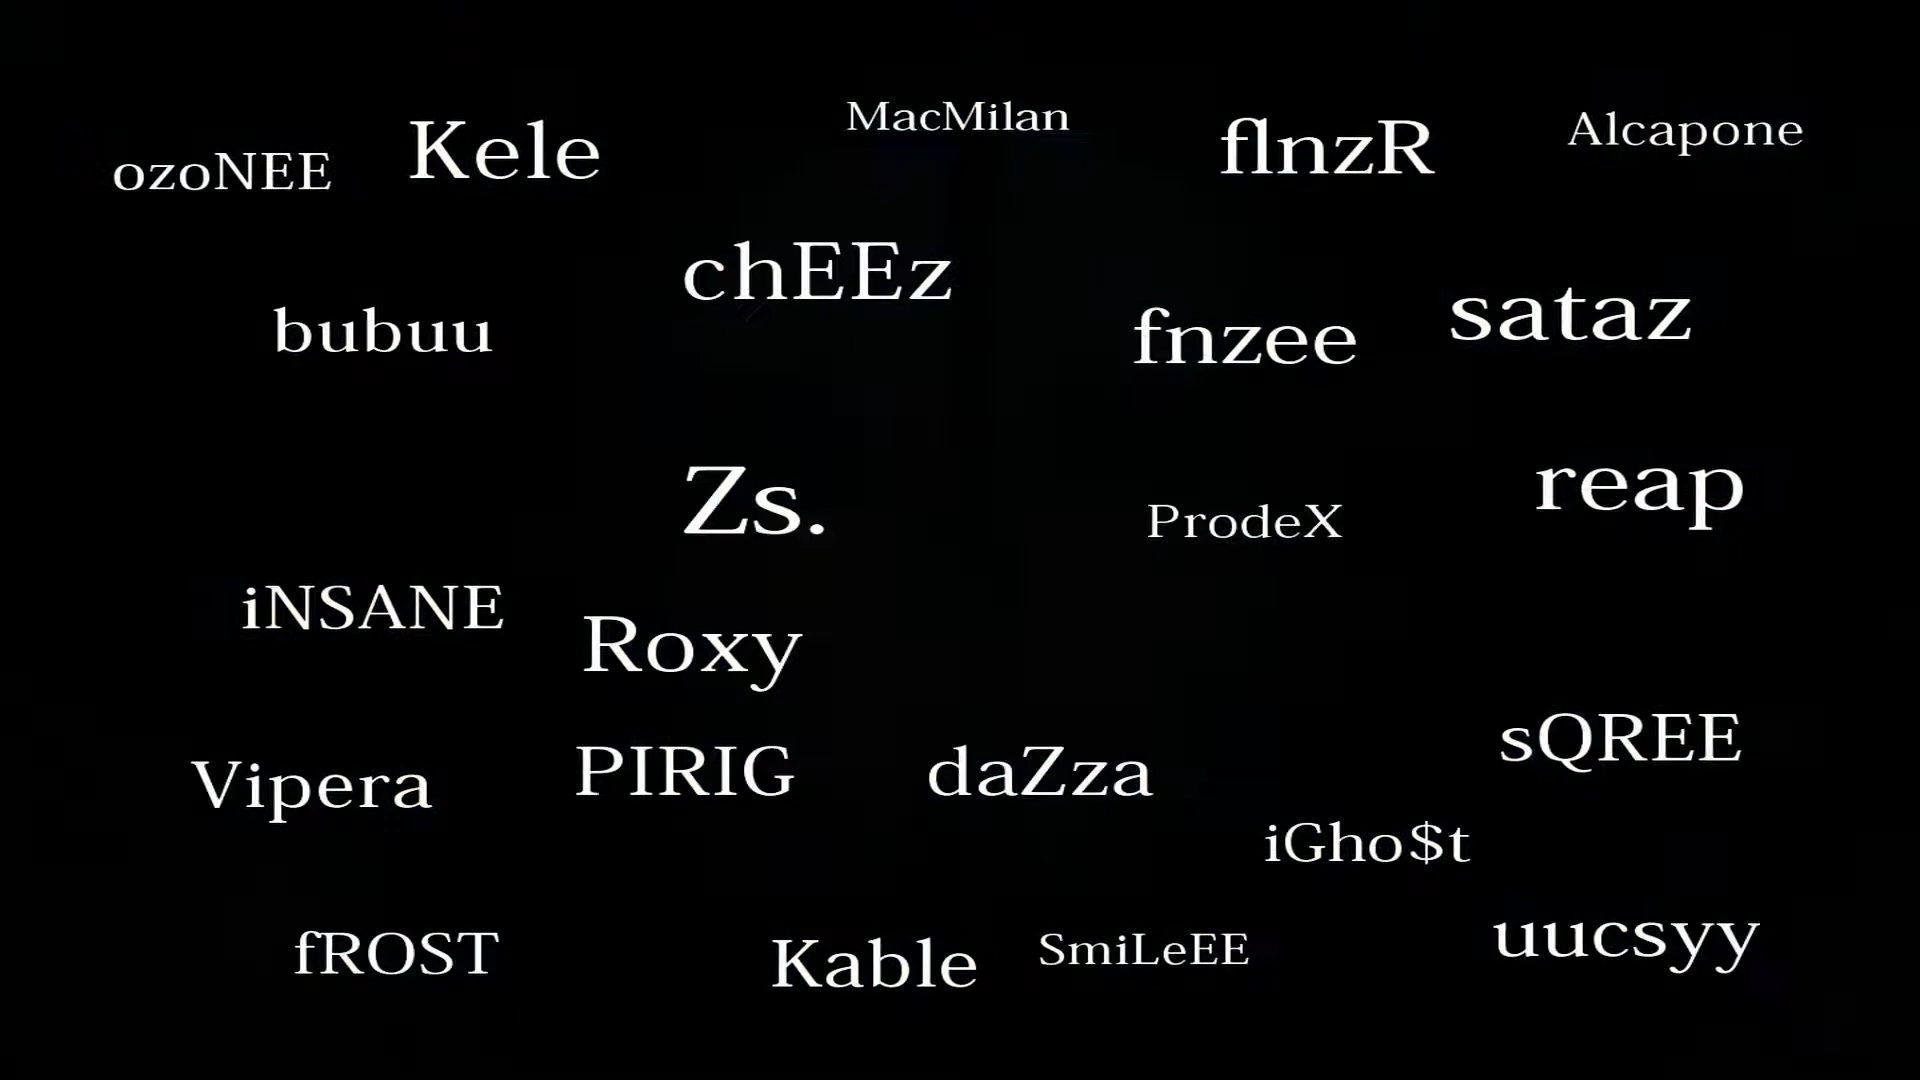 MacMilan
Alcapone
ozoNEE
Kele
flnzR
chEEz
bubuu
fnzee
sataz
Zs.
ProdeX
reap
iNSANE
Roxy
Vipera
PIRIG
daZza
sQREE
iGho$t
fROST
Kable
SmiLeEE
uucsyy